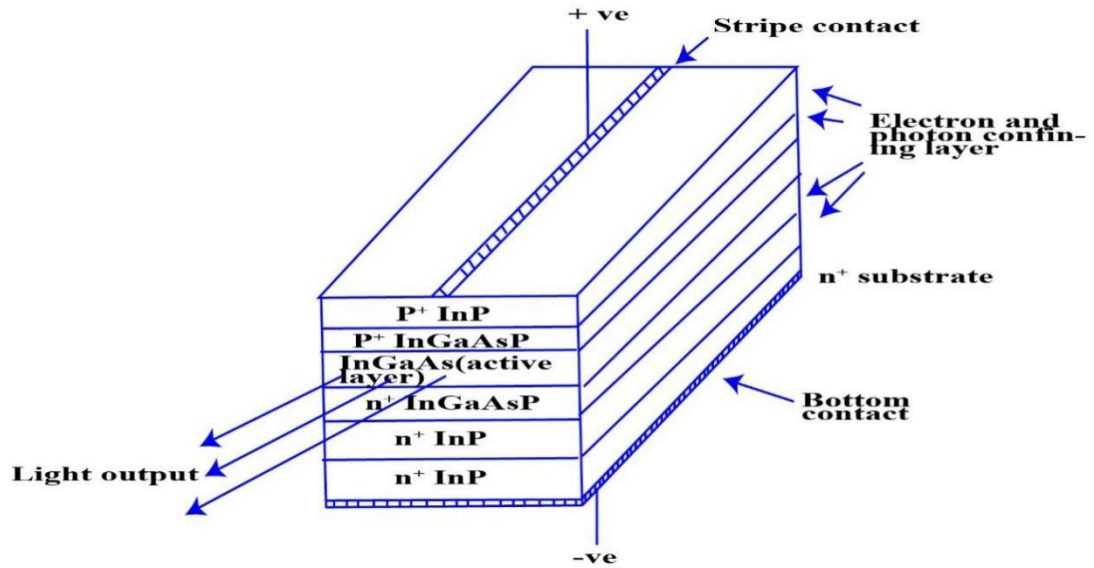 + ve
Stripe contact
Electron and
photon confin-
ing layer
n⁺ substrate
P⁺ InP
P⁺ InGaAsP
InGaAs(active
layer)
n⁺ InGaAsP
n⁺ InP
n⁺ InP
Bottom
contact
Light output
-ve